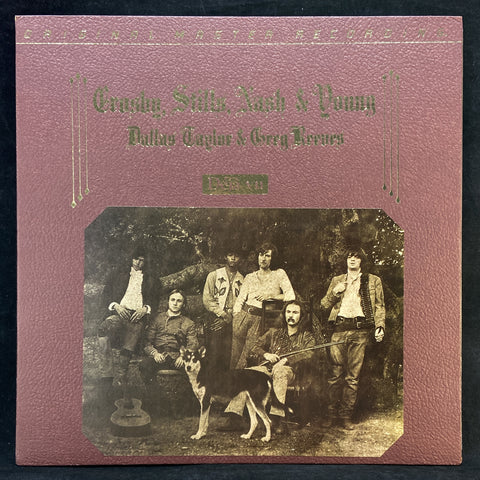 ORIGINAL MASTER RECORDING
Crosby, Stills, Nash & Young
Dallas Taylor & Greg Reeves
Déjà Vu